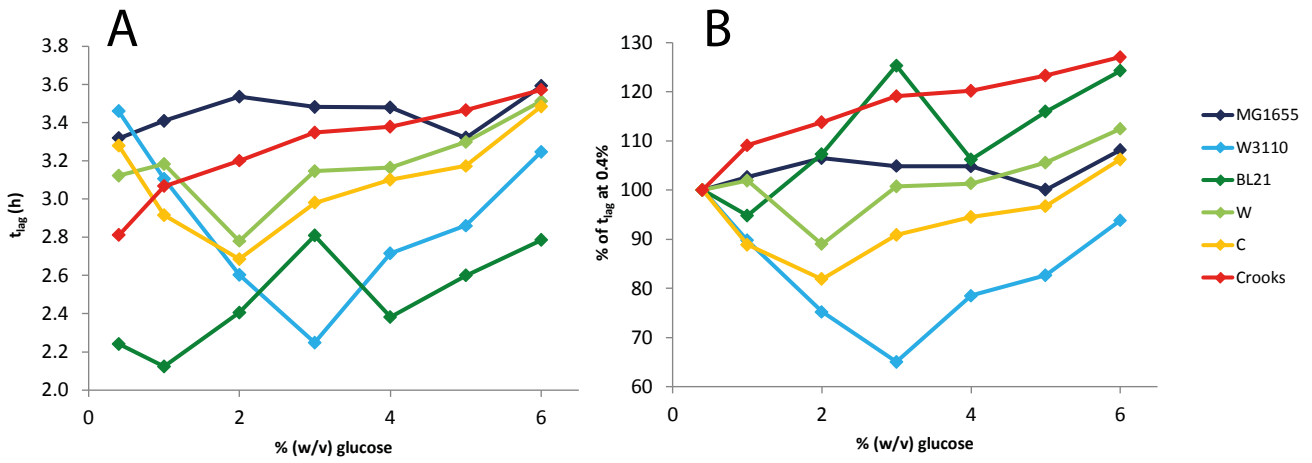 A
3.8
3.6
3.4
3.2
3.0
2.8
2.6
2.4
2.2
2.0
t_lag (h)
0 2 4 6
% (w/v) glucose
B
130
120
110
100
90
80
70
60
% of t_lag at 0.4%
0 2 4 6
% (w/v) glucose
MG1655
W3110
BL21
W
C
Crooks